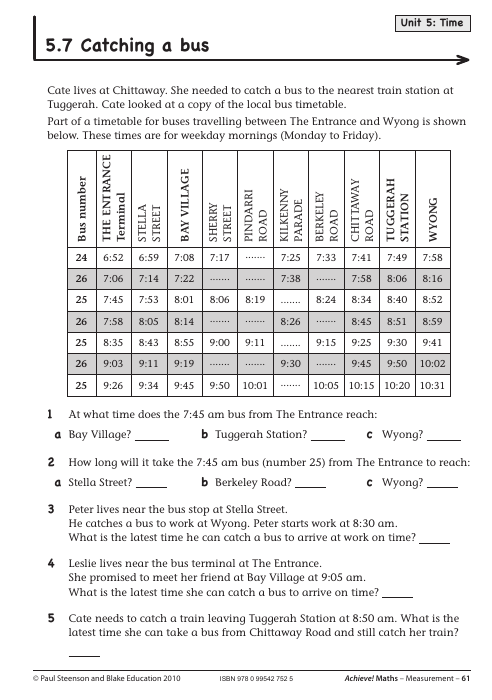 Unit 5: Time
5.7 Catching a bus
Cate lives at Chittaway. She needed to catch a bus to the nearest train station at
Tuggerah. Cate looked at a copy of the local bus timetable.
Part of a timetable for buses travelling between The Entrance and Wyong is shown
below. These times are for weekday mornings (Monday to Friday).
Bus number | THE ENTRANCE Terminal | STELLA STREET | BAY VILLAGE | SHERRY STREET | PINDARRI ROAD | KILKENNY PARADE | BERKELEY ROAD | CHITTAWAY ROAD | TUGGERAH STATION | WYONG
24 6:52 6:59 7:08 7:17 ....... 7:25 7:33 7:41 7:49 7:58
26 7:06 7:14 7:22 ....... ....... 7:38 ....... 7:58 8:06 8:16
25 7:45 7:53 8:01 8:06 8:19 ....... 8:24 8:34 8:40 8:52
26 7:58 8:05 8:14 ....... ....... 8:26 ....... 8:45 8:51 8:59
25 8:35 8:43 8:55 9:00 9:11 ....... 9:15 9:25 9:30 9:41
26 9:03 9:11 9:19 ....... ....... 9:30 ....... 9:45 9:50 10:02
25 9:26 9:34 9:45 9:50 10:01 ....... 10:05 10:15 10:20 10:31
1 At what time does the 7:45 am bus from The Entrance reach:
a Bay Village? _____ b Tuggerah Station? _____ c Wyong? _____
2 How long will it take the 7:45 am bus (number 25) from The Entrance to reach:
a Stella Street? _____ b Berkeley Road? _____ c Wyong? _____
3 Peter lives near the bus stop at Stella Street.
He catches a bus to work at Wyong. Peter starts work at 8:30 am.
What is the latest time he can catch a bus to arrive at work on time? _____
4 Leslie lives near the bus terminal at The Entrance.
She promised to meet her friend at Bay Village at 9:05 am.
What is the latest time she can catch a bus to arrive on time? _____
5 Cate needs to catch a train leaving Tuggerah Station at 8:50 am. What is the
latest time she can take a bus from Chittaway Road and still catch her train?
_____
© Paul Steenson and Blake Education 2010 ISBN 978 0 99542 752 5 Achieve! Maths – Measurement – 61